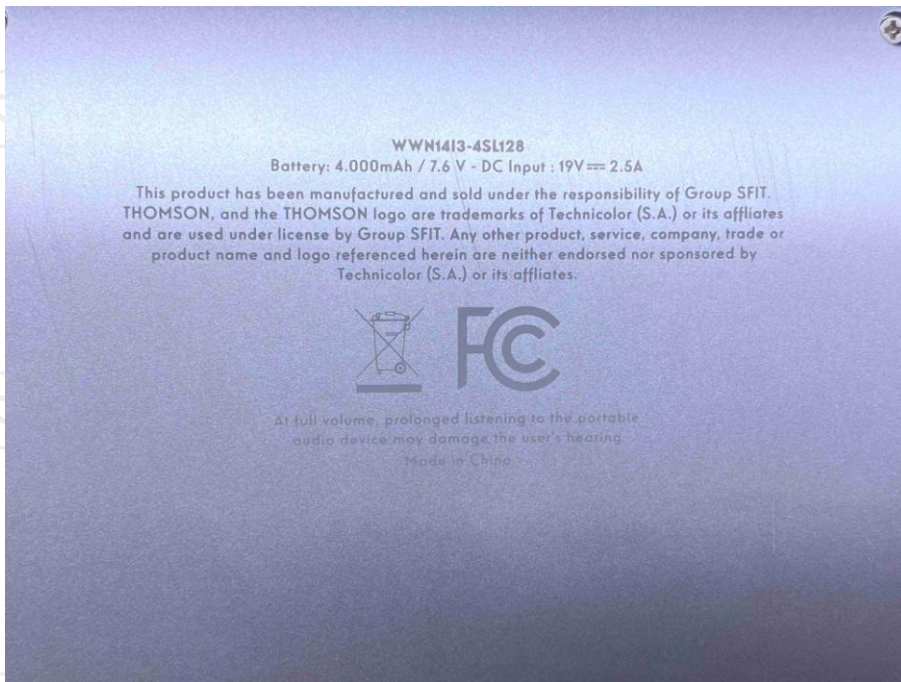 WWN14I3-4SL128
Battery: 4.000mAh / 7.6 V - DC Input : 19V⎓ 2.5A
This product has been manufactured and sold under the responsibility of Group SFIT.
THOMSON, and the THOMSON logo are trademarks of Technicolor (S.A.) or its affliates
and are used under license by Group SFIT. Any other product, service, company, trade or
product name and logo referenced herein are neither endorsed nor sponsored by
Technicolor (S.A.) or its affliates.
FC
At full volume, prolonged listening to the portable
audio device may damage the user's hearing
Made in China